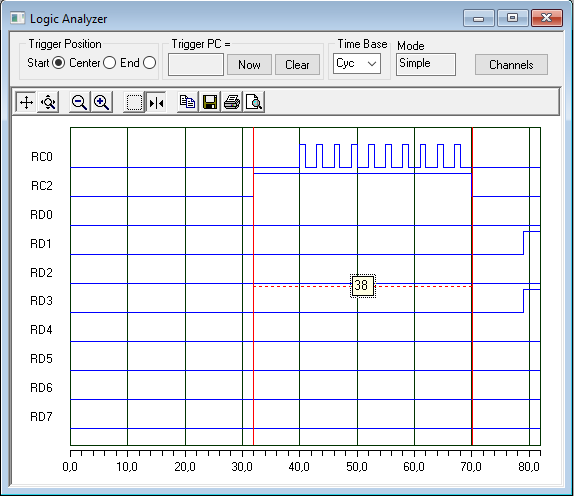 Logic Analyzer
Trigger Position
Start Center End
Trigger PC =
Now Clear
Time Base
Cyc
Mode
Simple
Channels
RC0
RC2
RD0
RD1
RD2
38
RD3
RD4
RD5
RD6
RD7
0,0 10,0 20,0 30,0 40,0 50,0 60,0 70,0 80,0